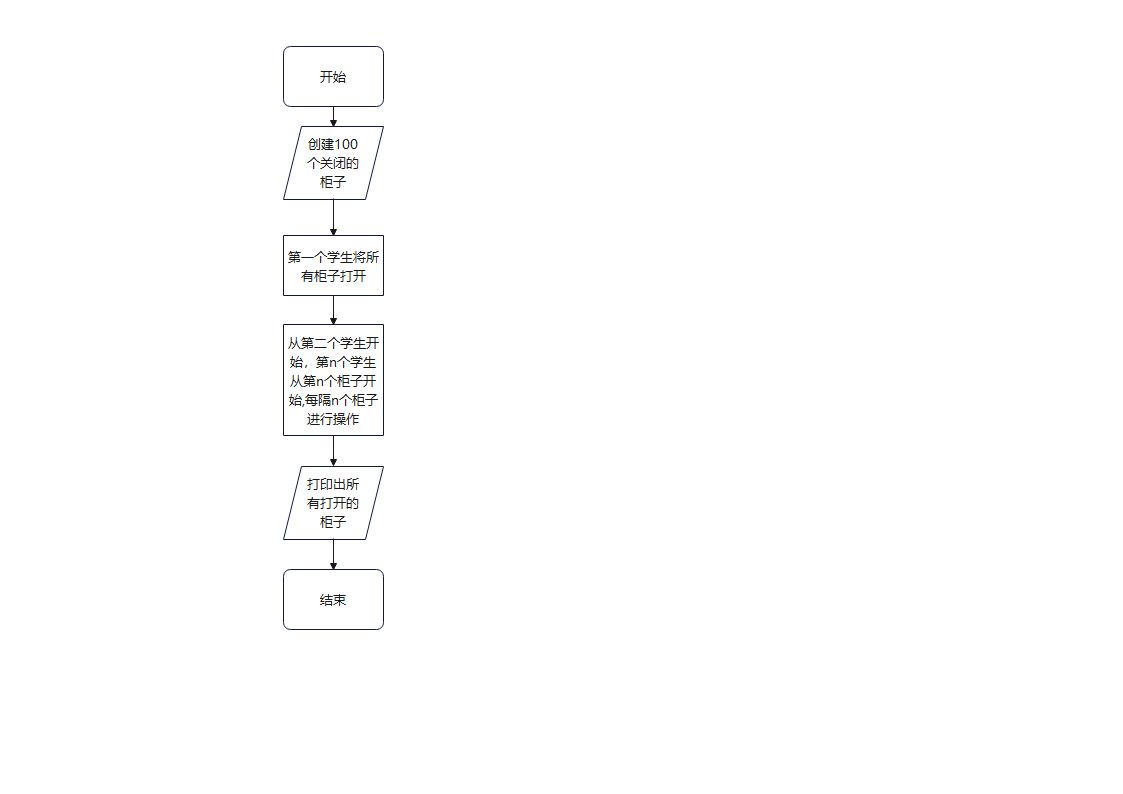 开始
创建100
个关闭的
柜子
第一个学生将所
有柜子打开
从第二个学生开
始，第n个学生
从第n个柜子开
始,每隔n个柜子
进行操作
打印出所
有打开的
柜子
结束